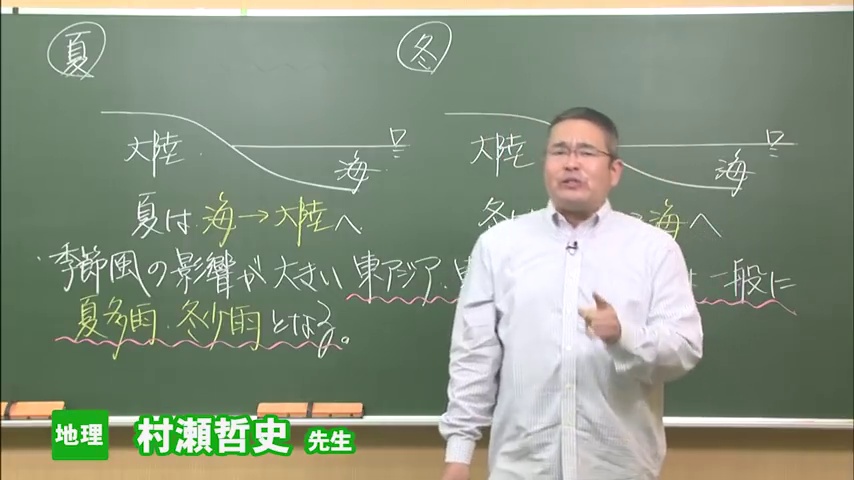 夏
冬
大陸
海
大陸
海
夏は 海→大陸へ
冬は 海へ
季節風の影響が大きい 東アジア・ は一般に
夏多雨・冬少雨となる。
地理 村瀬哲史 先生